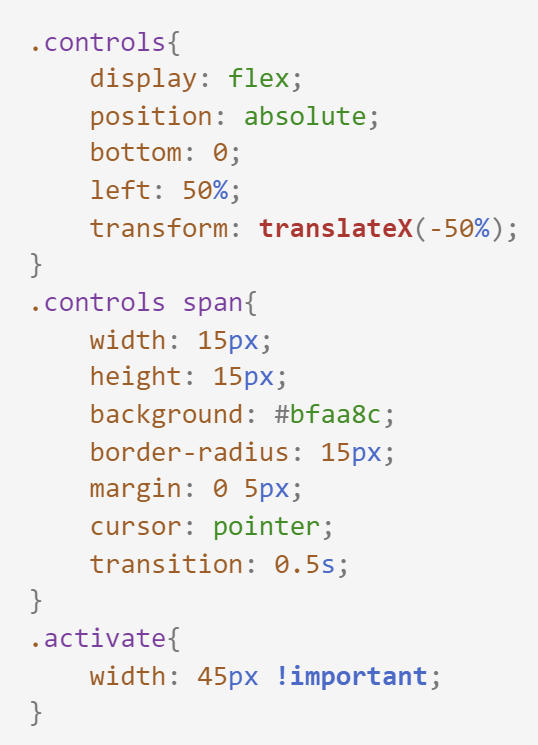 .controls{
    display: flex;
    position: absolute;
    bottom: 0;
    left: 50%;
    transform: translateX(-50%);
}
.controls span{
    width: 15px;
    height: 15px;
    background: #bfaa8c;
    border-radius: 15px;
    margin: 0 5px;
    cursor: pointer;
    transition: 0.5s;
}
.activate{
    width: 45px !important;
}